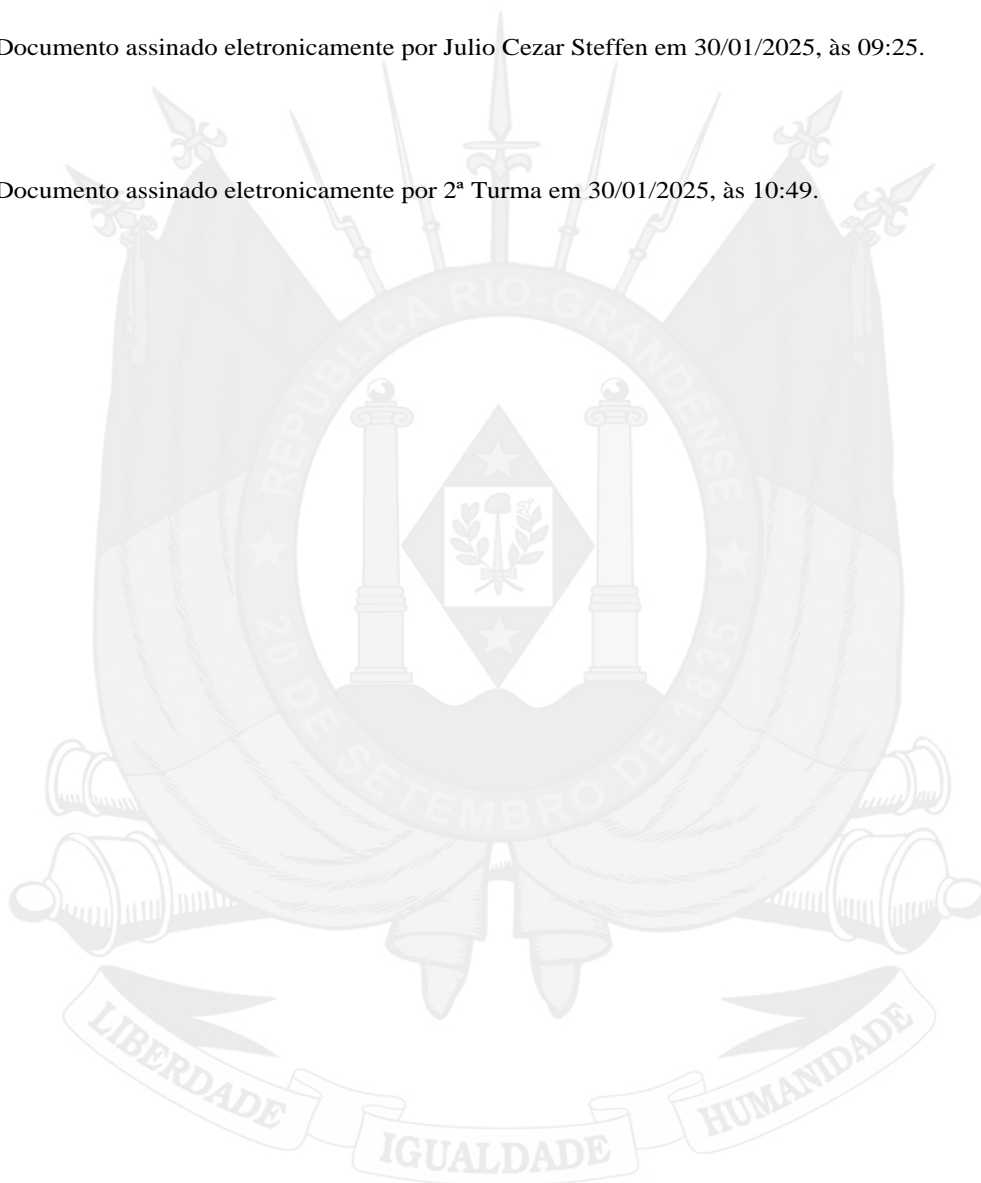 Documento assinado eletronicamente por Julio Cezar Steffen em 30/01/2025, às 09:25.
Documento assinado eletronicamente por 2ª Turma em 30/01/2025, às 10:49.
REPÚBLICA RIO-GRANDENSE
20 DE SETEMBRO DE 1835
LIBERDADE
IGUALDADE
HUMANIDADE